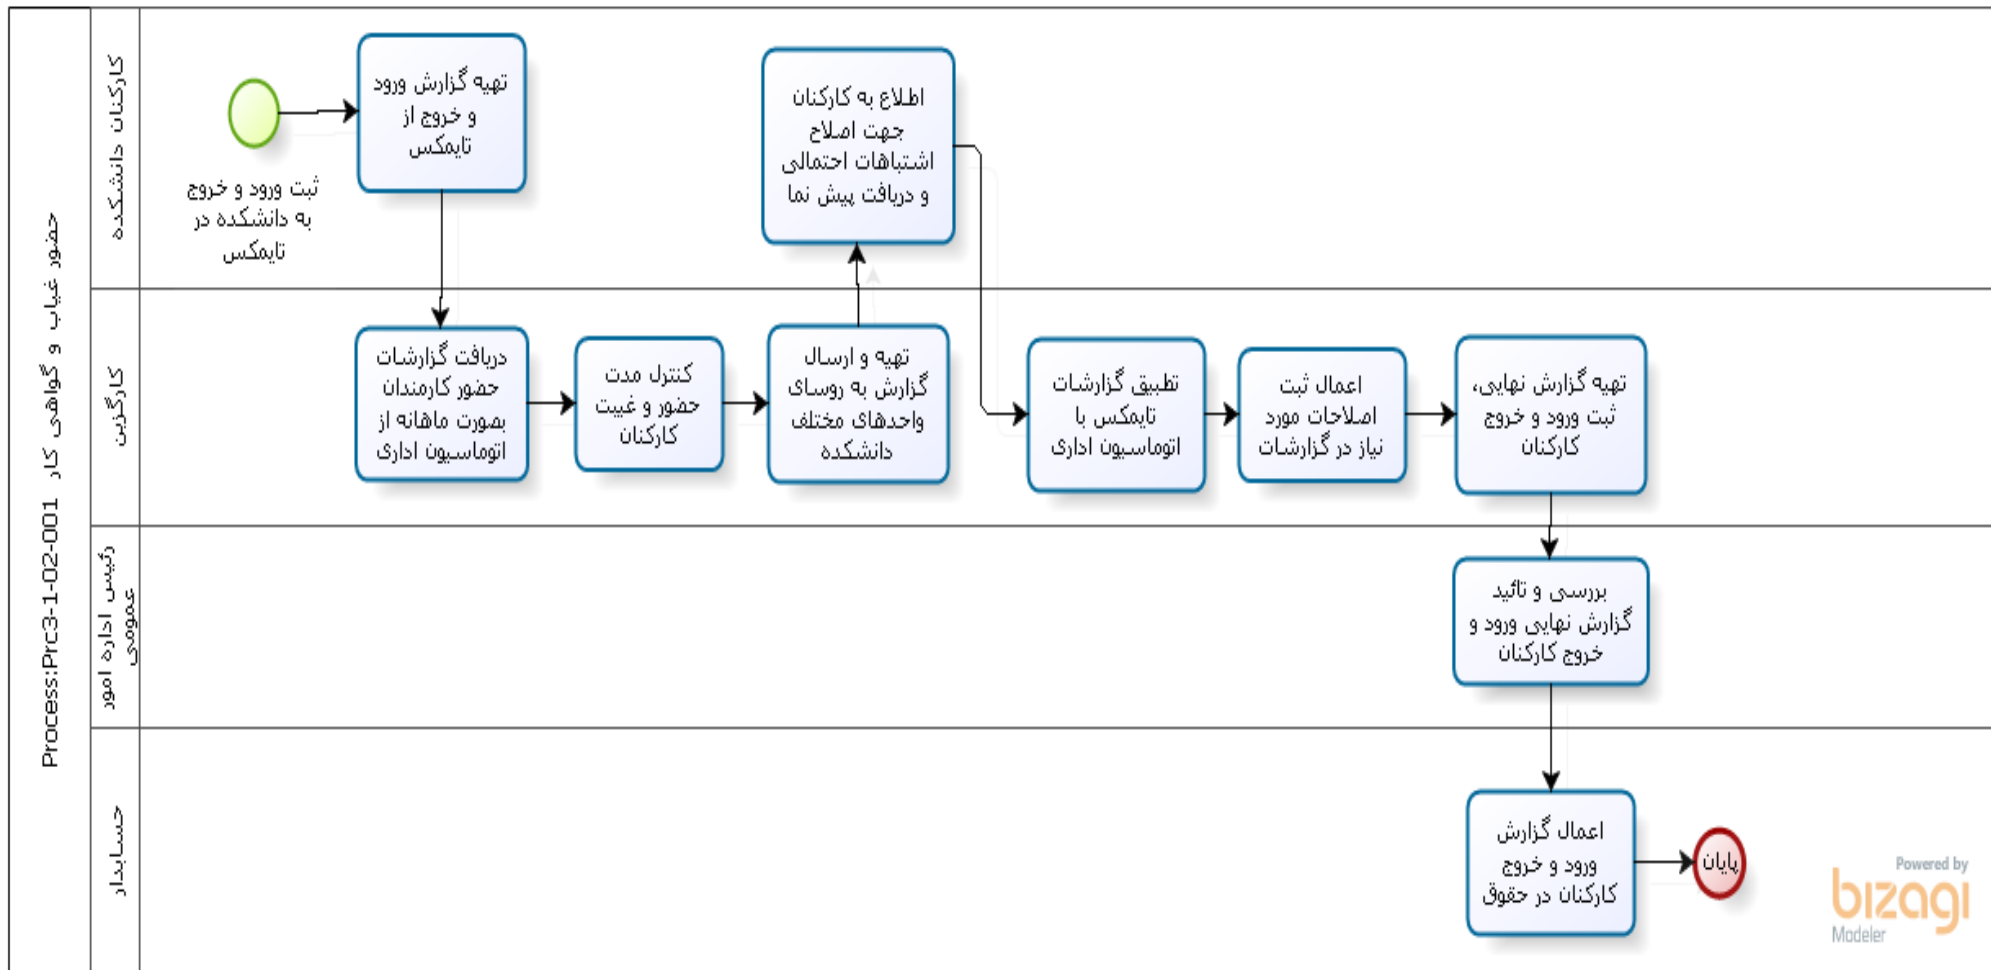 Process:Prc3-1-02-001 حضور غیاب و گواهی کار
کارکنان دانشکده
ثبت ورود و خروج
به دانشکده در
تایمکس
تهیه گزارش ورود
و خروج از
تایمکس
اطلاع به کارکنان
جهت اصلاح
اشتباهات احتمالی
و دریافت پیش نما
کارگزین
دریافت گزارشات
حضور کارمندان
بصورت ماهانه از
اتوماسیون اداری
کنترل مدت
حضور و غیبت
کارکنان
تهیه و ارسال
گزارش به روسای
واحدهای مختلف
دانشکده
تطبیق گزارشات
تایمکس با
اتوماسیون اداری
اعمال ثبت
اصلاحات مورد
نیاز در گزارشات
تهیه گزارش نهایی،
ثبت ورود و خروج
کارکنان
رئیس اداره امور
عمومی
بررسی و تائید
گزارش نهایی ورود و
خروج کارکنان
حسابدار
اعمال گزارش
ورود و خروج
کارکنان در حقوق
پایان
Powered by
bizagi
Modeler